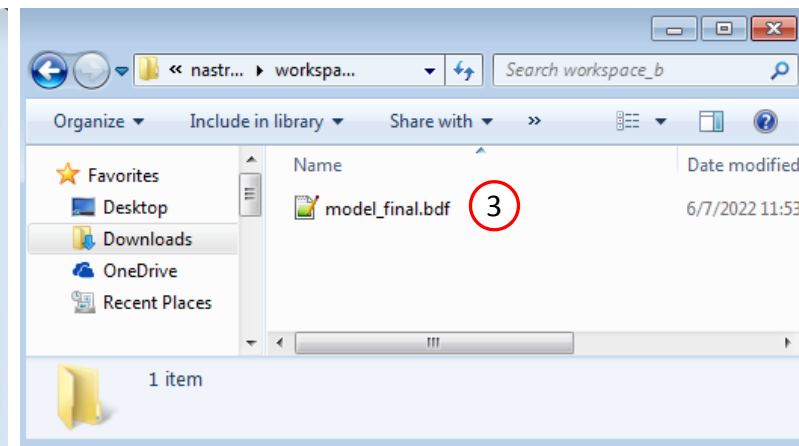 « nastr... workspa... Search workspace_b
Organize Include in library Share with »
Favorites
Desktop
Downloads
OneDrive
Recent Places
Name Date modified
model_final.bdf 3 6/7/2022 11:53
1 item